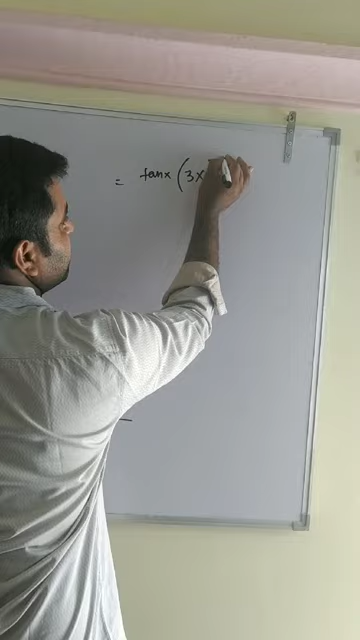 = tanx (3x